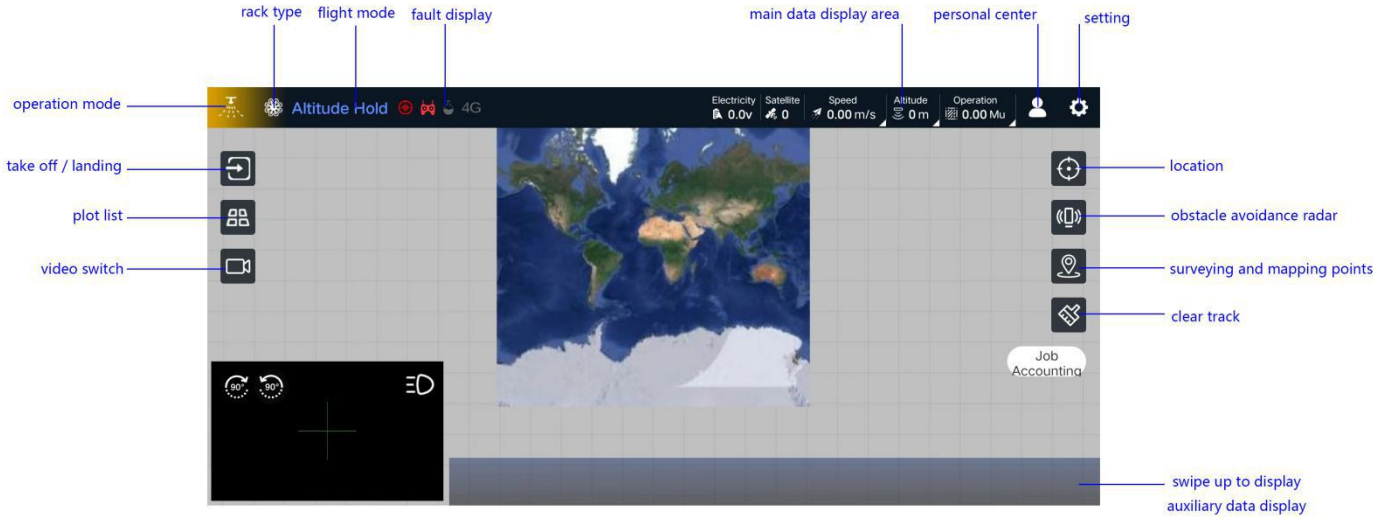 rack type flight mode fault display main data display area personal center setting
operation mode
Altitude Hold 4G Electricity 0.0v Satellite 0 Speed 0.00 m/s Altitude 0 m Operation 0.00 Mu
take off / landing
location
plot list
obstacle avoidance radar
video switch
surveying and mapping points
clear track
Job
Accounting
90° 90°
swipe up to display
auxiliary data display